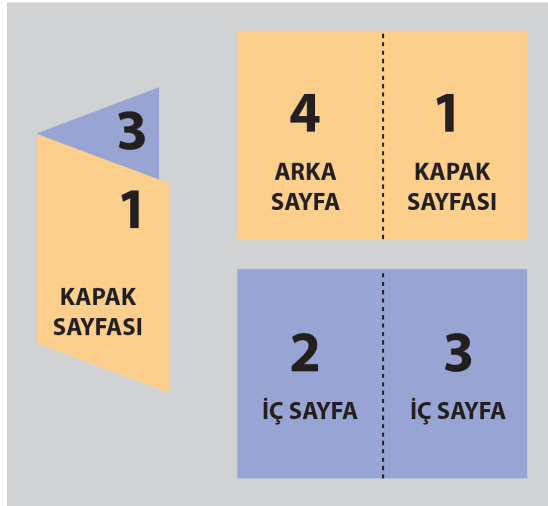 3
1
KAPAK
SAYFASI
4
ARKA
SAYFA
1
KAPAK
SAYFASI
2
İÇ SAYFA
3
İÇ SAYFA